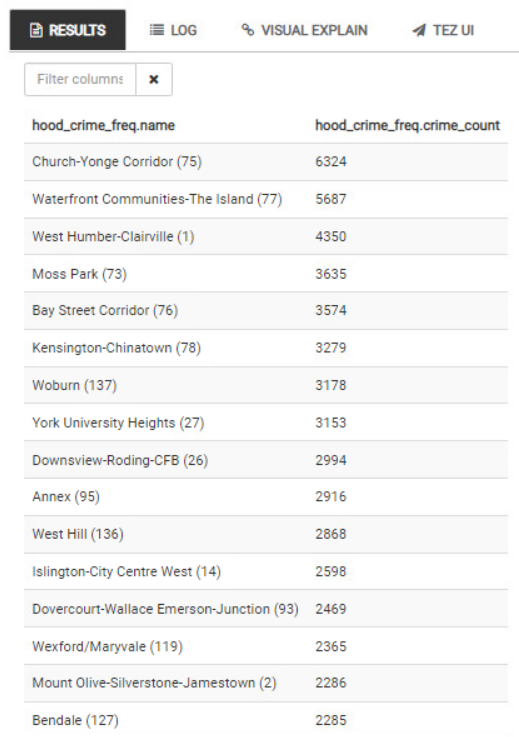 RESULTS LOG VISUAL EXPLAIN TEZ UI
Filter columns ×
hood_crime_freq.name hood_crime_freq.crime_count
Church-Yonge Corridor (75) 6324
Waterfront Communities-The Island (77) 5687
West Humber-Clairville (1) 4350
Moss Park (73) 3635
Bay Street Corridor (76) 3574
Kensington-Chinatown (78) 3279
Woburn (137) 3178
York University Heights (27) 3153
Downsview-Roding-CFB (26) 2994
Annex (95) 2916
West Hill (136) 2868
Islington-City Centre West (14) 2598
Dovercourt-Wallace Emerson-Junction (93) 2469
Wexford/Maryvale (119) 2365
Mount Olive-Silverstone-Jamestown (2) 2286
Bendale (127) 2285